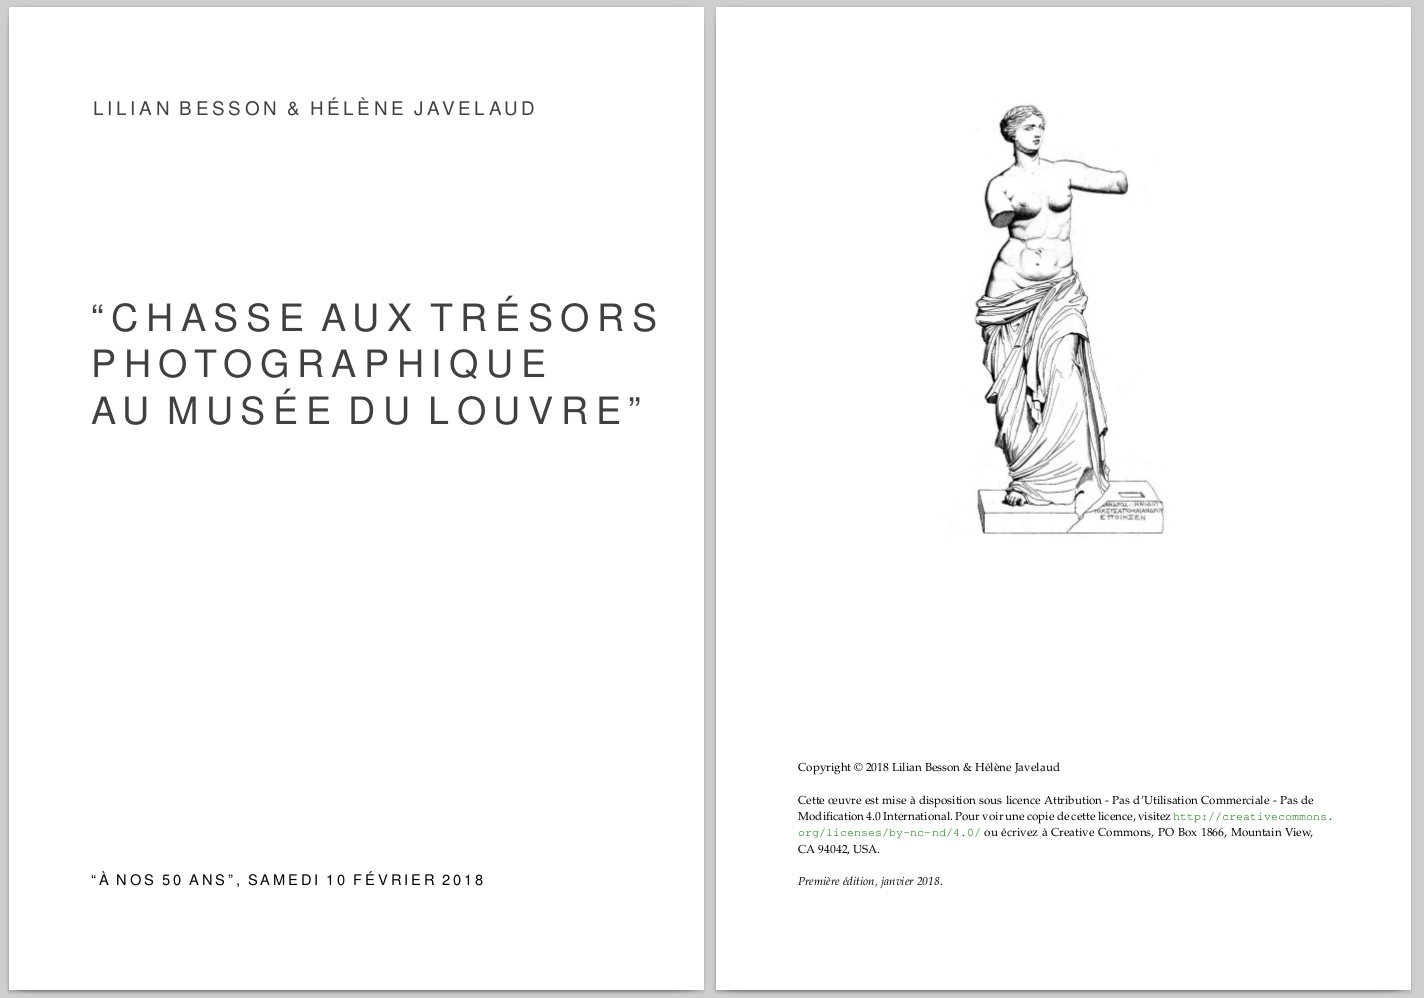 LILIAN BESSON & HÉLÈNE JAVELAUD
“CHASSE AUX TRÉSORS
PHOTOGRAPHIQUE
AU MUSÉE DU LOUVRE”
“À NOS 50 ANS”, SAMEDI 10 FÉVRIER 2018
ΕΠΟΙΗΣΕΝ
Copyright © 2018 Lilian Besson & Hélène Javelaud
Cette œuvre est mise à disposition sous licence Attribution - Pas d’Utilisation Commerciale - Pas de
Modification 4.0 International. Pour voir une copie de cette licence, visitez http://creativecommons.
org/licenses/by-nc-nd/4.0/ ou écrivez à Creative Commons, PO Box 1866, Mountain View,
CA 94042, USA.
Première édition, janvier 2018.